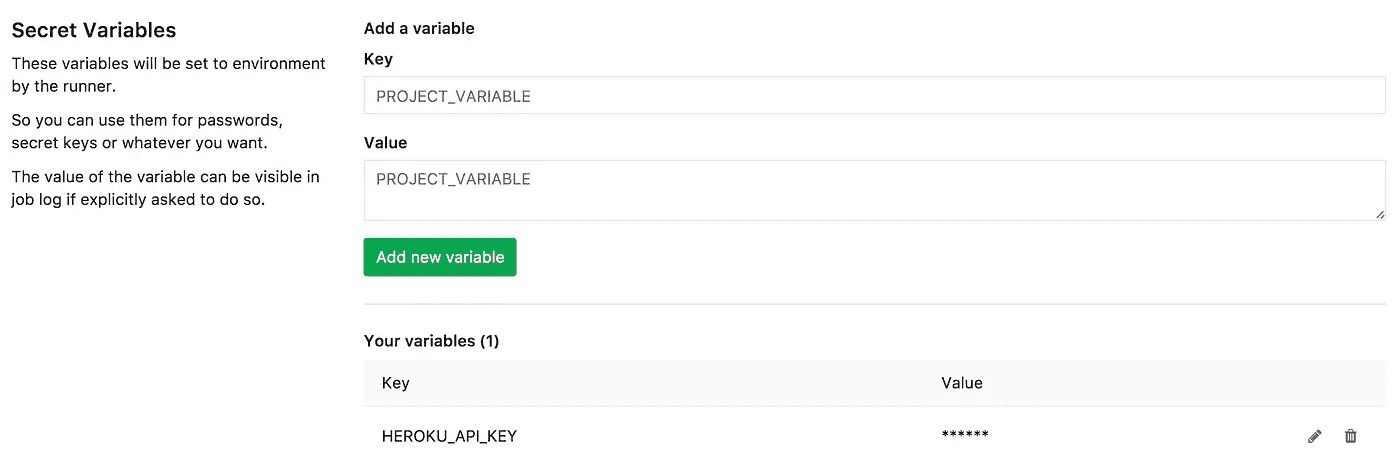 Secret Variables
These variables will be set to environment
by the runner.
So you can use them for passwords,
secret keys or whatever you want.
The value of the variable can be visible in
job log if explicitly asked to do so.
Add a variable
Key
PROJECT_VARIABLE
Value
PROJECT_VARIABLE
Add new variable
Your variables (1)
Key Value
HEROKU_API_KEY ******